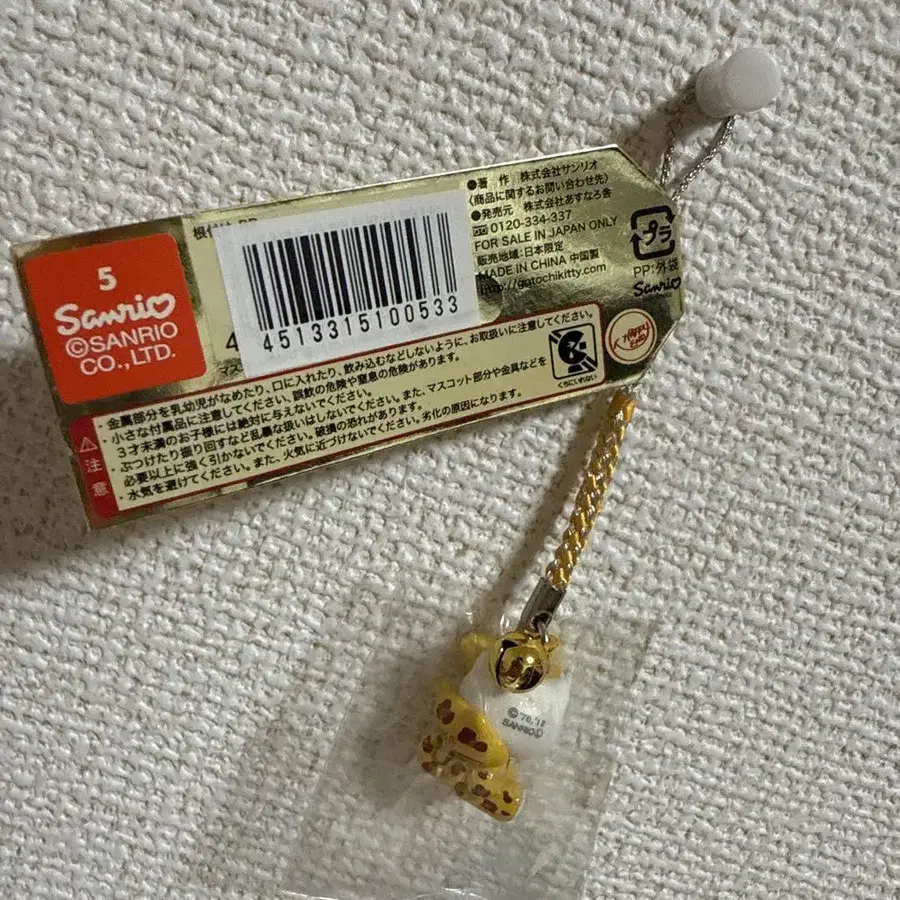 5
Sanrio
©SANRIO
CO., LTD.
根付け
4513315100533
4
マス
●著 作 株式会社サンリオ
〈商品に関するお問い合わせ先〉
●発売元 株式会社あすなろ舎
0120-334-337
FOR SALE IN JAPAN ONLY
販売地域:日本限定
MADE IN CHINA 中国製
http://gotochikitty.com
プラ
PP:外袋
Sanrio
くちにいれない
注意
・金属部分を乳幼児がなめたり、口に入れたり、飲み込むなどしないように、お取扱いに注意してください。
・小さな付属品に注意してください。誤飲の危険や窒息の危険があります。
3才未満のお子様には絶対に与えないでください。
・ぶつけたり振り回すなど乱暴な扱いはしないでください。また、マスコット部分や金具などを
必要以上に強く引かないでください。破損の恐れがあります。
・水気を避けてください。また、火気に近づけないでください。劣化の原因になります。
© '76, '12
SANRIO